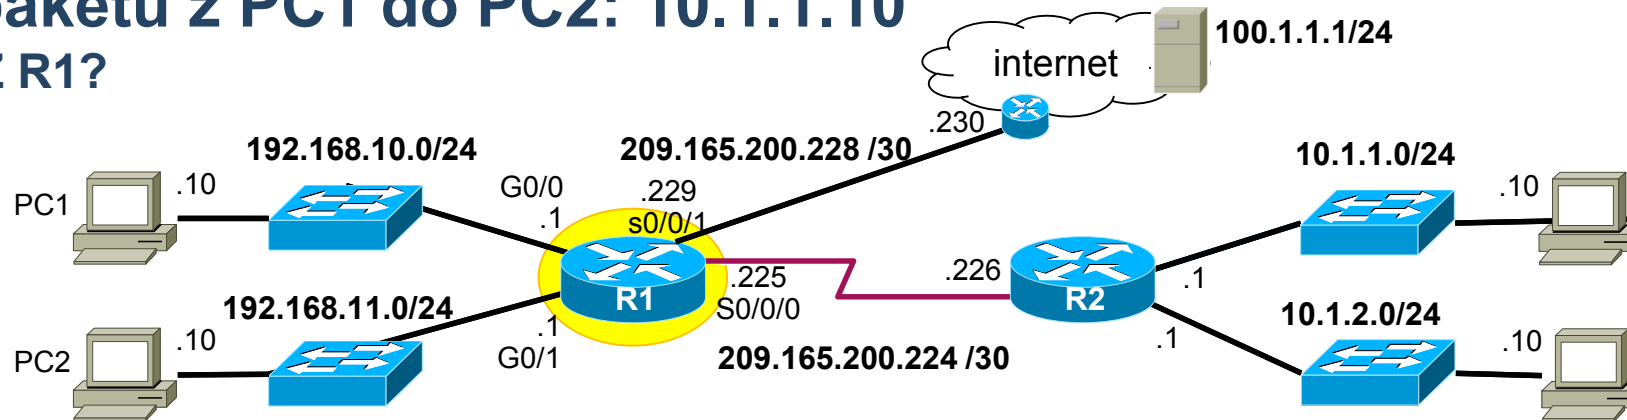 paketu z PC1 do PC2: 10.1.1.10
z R1?
100.1.1.1/24
internet
.230
192.168.10.0/24
209.165.200.228 /30
10.1.1.0/24
PC1
.10
G0/0
.1
.229
s0/0/1
.10
.225
S0/0/0
.226
.1
R1
R2
192.168.11.0/24
10.1.2.0/24
PC2
.10
.1
G0/1
209.165.200.224 /30
.1
.10